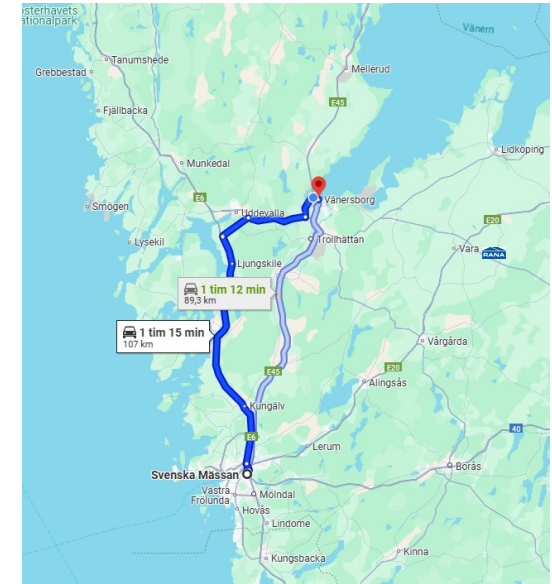 sterhavets
ationalpark
Vänern
Tanumshede
Mellerud
Grebbestad
E45
Fjällbacka
Lidköping
Munkedal
E6
Vänersborg
Smögen
Uddevalla
E20
Lysekil
Trollhättan
Vara
RANA
Ljungskile
1 tim 12 min
89,3 km
1 tim 15 min
107 km
Vårgårda
E45
E20
Alingsås
Kungälv
40
E6
Lerum
Borås
Svenska Mässan
Västra
Frölunda
Mölndal
Hovås
Lindome
Kungsbacka
Kinna